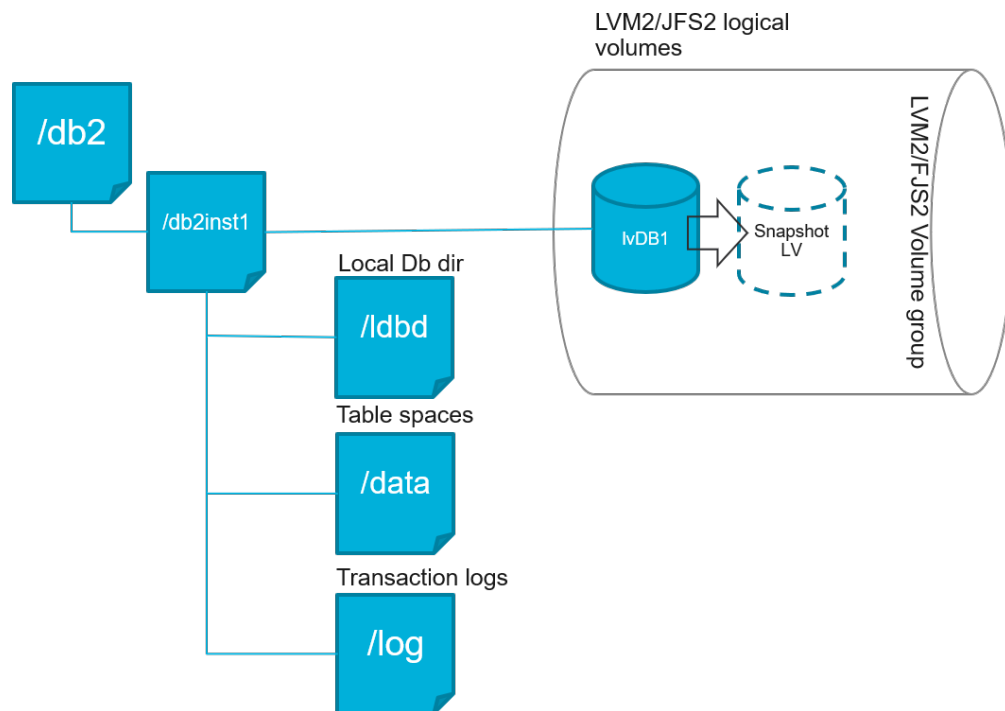 LVM2/JFS2 logical
volumes
/db2
/db2inst1
LVM2/FJS2 Volume group
lvDB1
Snapshot
LV
Local Db dir
/ldbd
Table spaces
/data
Transaction logs
/log